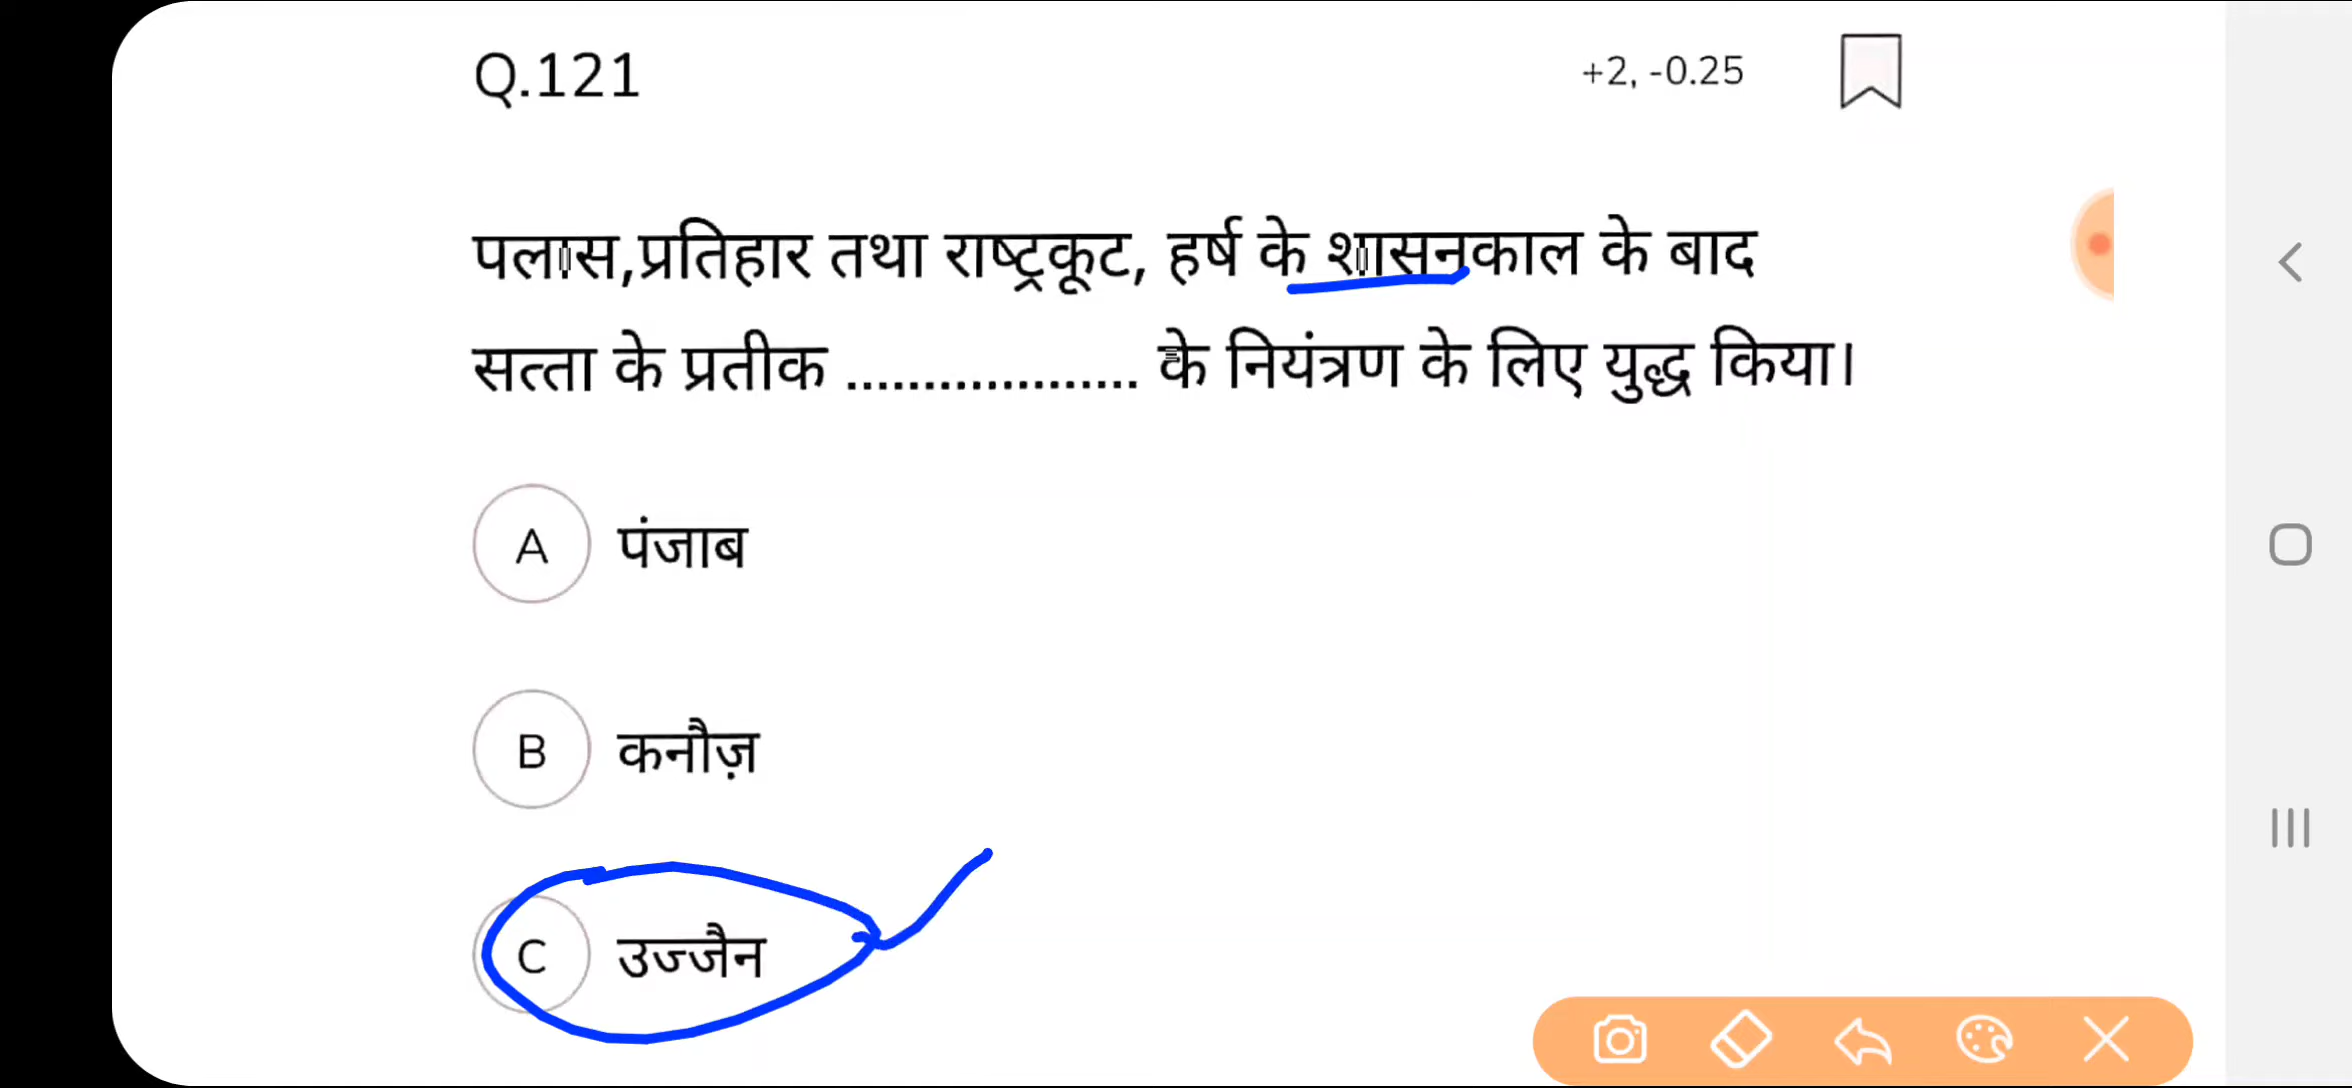 Q.121
+2, -0.25
पलास,प्रतिहार तथा राष्ट्रकूट, हर्ष के शासनकाल के बाद
सत्ता के प्रतीक ................... के नियंत्रण के लिए युद्ध किया।
A पंजाब
B कनौज़
C उज्जैन